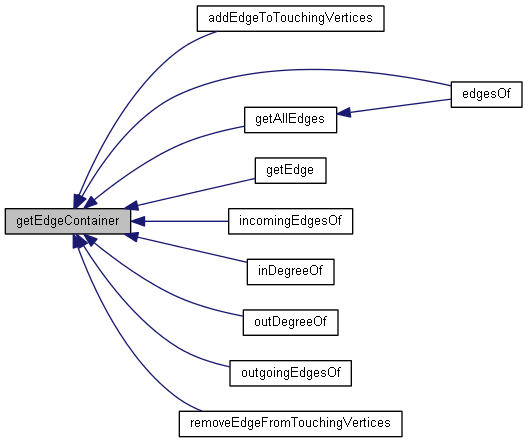 addEdgeToTouchingVertices
edgesOf
getAllEdges
getEdge
getEdgeContainer
incomingEdgesOf
inDegreeOf
outDegreeOf
outgoingEdgesOf
removeEdgeFromTouchingVertices